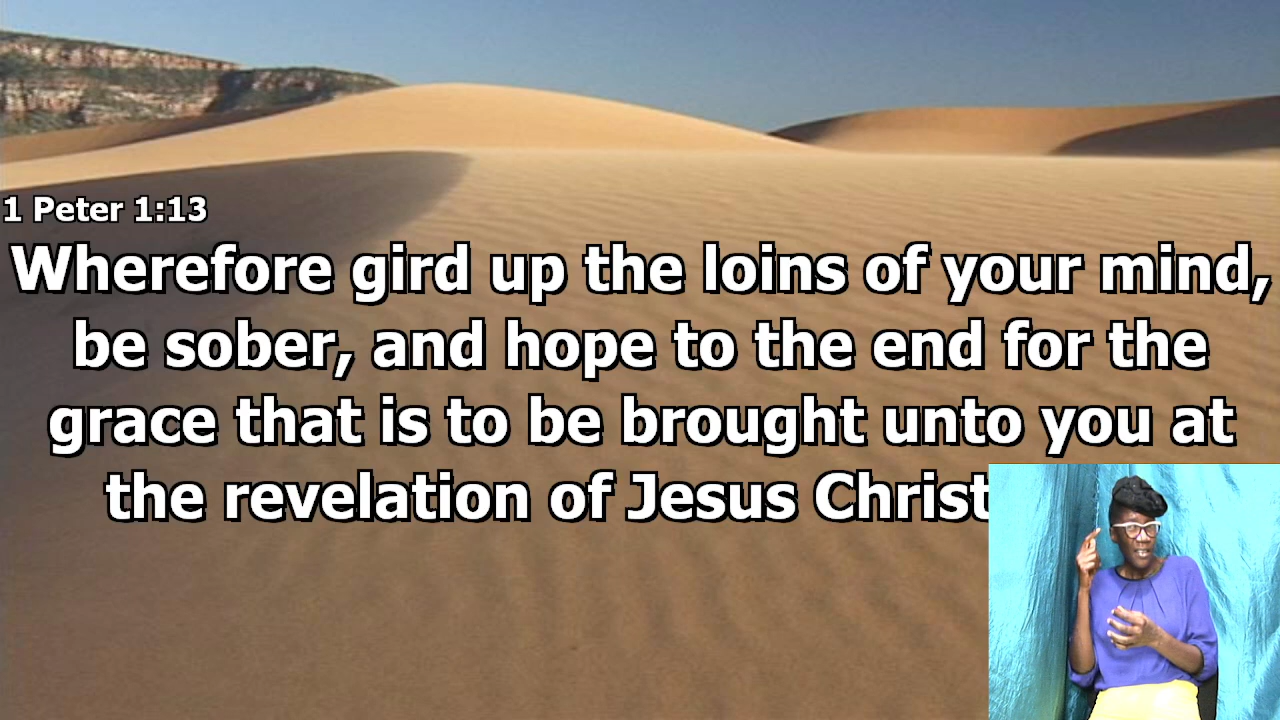 1 Peter 1:13
Wherefore gird up the loins of your mind,
be sober, and hope to the end for the
grace that is to be brought unto you at
the revelation of Jesus Christ